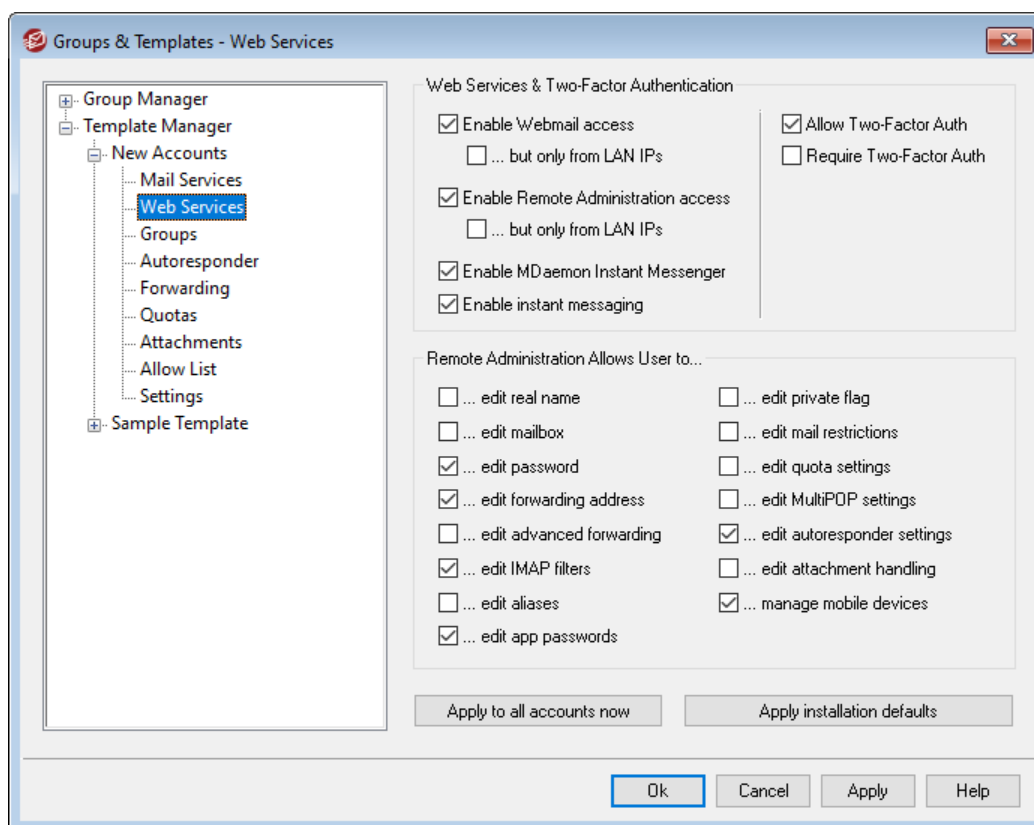 Groups & Templates - Web Services
Group Manager
Template Manager
New Accounts
Mail Services
Web Services
Groups
Autoresponder
Forwarding
Quotas
Attachments
Allow List
Settings
Sample Template
Web Services & Two-Factor Authentication
Enable Webmail access
... but only from LAN IPs
Enable Remote Administration access
... but only from LAN IPs
Enable MDaemon Instant Messenger
Enable instant messaging
Allow Two-Factor Auth
Require Two-Factor Auth
Remote Administration Allows User to...
... edit real name
... edit mailbox
... edit password
... edit forwarding address
... edit advanced forwarding
... edit IMAP filters
... edit aliases
... edit app passwords
... edit private flag
... edit mail restrictions
... edit quota settings
... edit MultiPOP settings
... edit autoresponder settings
... edit attachment handling
... manage mobile devices
Apply to all accounts now
Apply installation defaults
Ok
Cancel
Apply
Help